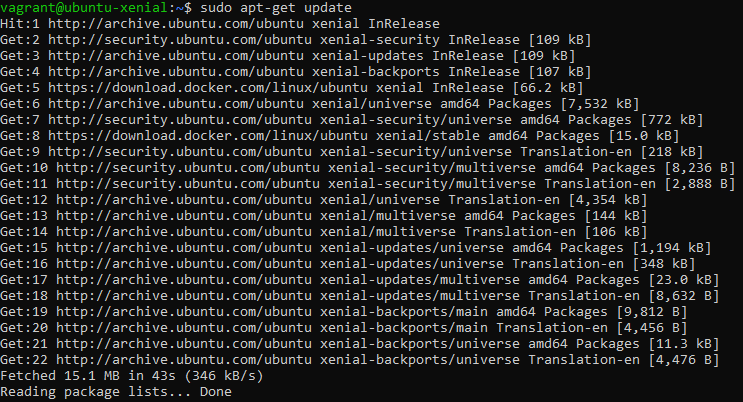 vagrant@ubuntu-xenial:~$ sudo apt-get update
Hit:1 http://archive.ubuntu.com/ubuntu xenial InRelease
Get:2 http://security.ubuntu.com/ubuntu xenial-security InRelease [109 kB]
Get:3 http://archive.ubuntu.com/ubuntu xenial-updates InRelease [109 kB]
Get:4 http://archive.ubuntu.com/ubuntu xenial-backports InRelease [107 kB]
Get:5 https://download.docker.com/linux/ubuntu xenial InRelease [66.2 kB]
Get:6 http://archive.ubuntu.com/ubuntu xenial/universe amd64 Packages [7,532 kB]
Get:7 http://security.ubuntu.com/ubuntu xenial-security/universe amd64 Packages [772 kB]
Get:8 https://download.docker.com/linux/ubuntu xenial/stable amd64 Packages [15.0 kB]
Get:9 http://security.ubuntu.com/ubuntu xenial-security/universe Translation-en [218 kB]
Get:10 http://security.ubuntu.com/ubuntu xenial-security/multiverse amd64 Packages [8,236 B]
Get:11 http://security.ubuntu.com/ubuntu xenial-security/multiverse Translation-en [2,888 B]
Get:12 http://archive.ubuntu.com/ubuntu xenial/universe Translation-en [4,354 kB]
Get:13 http://archive.ubuntu.com/ubuntu xenial/multiverse amd64 Packages [144 kB]
Get:14 http://archive.ubuntu.com/ubuntu xenial/multiverse Translation-en [106 kB]
Get:15 http://archive.ubuntu.com/ubuntu xenial-updates/universe amd64 Packages [1,194 kB]
Get:16 http://archive.ubuntu.com/ubuntu xenial-updates/universe Translation-en [348 kB]
Get:17 http://archive.ubuntu.com/ubuntu xenial-updates/multiverse amd64 Packages [23.0 kB]
Get:18 http://archive.ubuntu.com/ubuntu xenial-updates/multiverse Translation-en [8,632 B]
Get:19 http://archive.ubuntu.com/ubuntu xenial-backports/main amd64 Packages [9,812 B]
Get:20 http://archive.ubuntu.com/ubuntu xenial-backports/main Translation-en [4,456 B]
Get:21 http://archive.ubuntu.com/ubuntu xenial-backports/universe amd64 Packages [11.3 kB]
Get:22 http://archive.ubuntu.com/ubuntu xenial-backports/universe Translation-en [4,476 B]
Fetched 15.1 MB in 43s (346 kB/s)
Reading package lists... Done